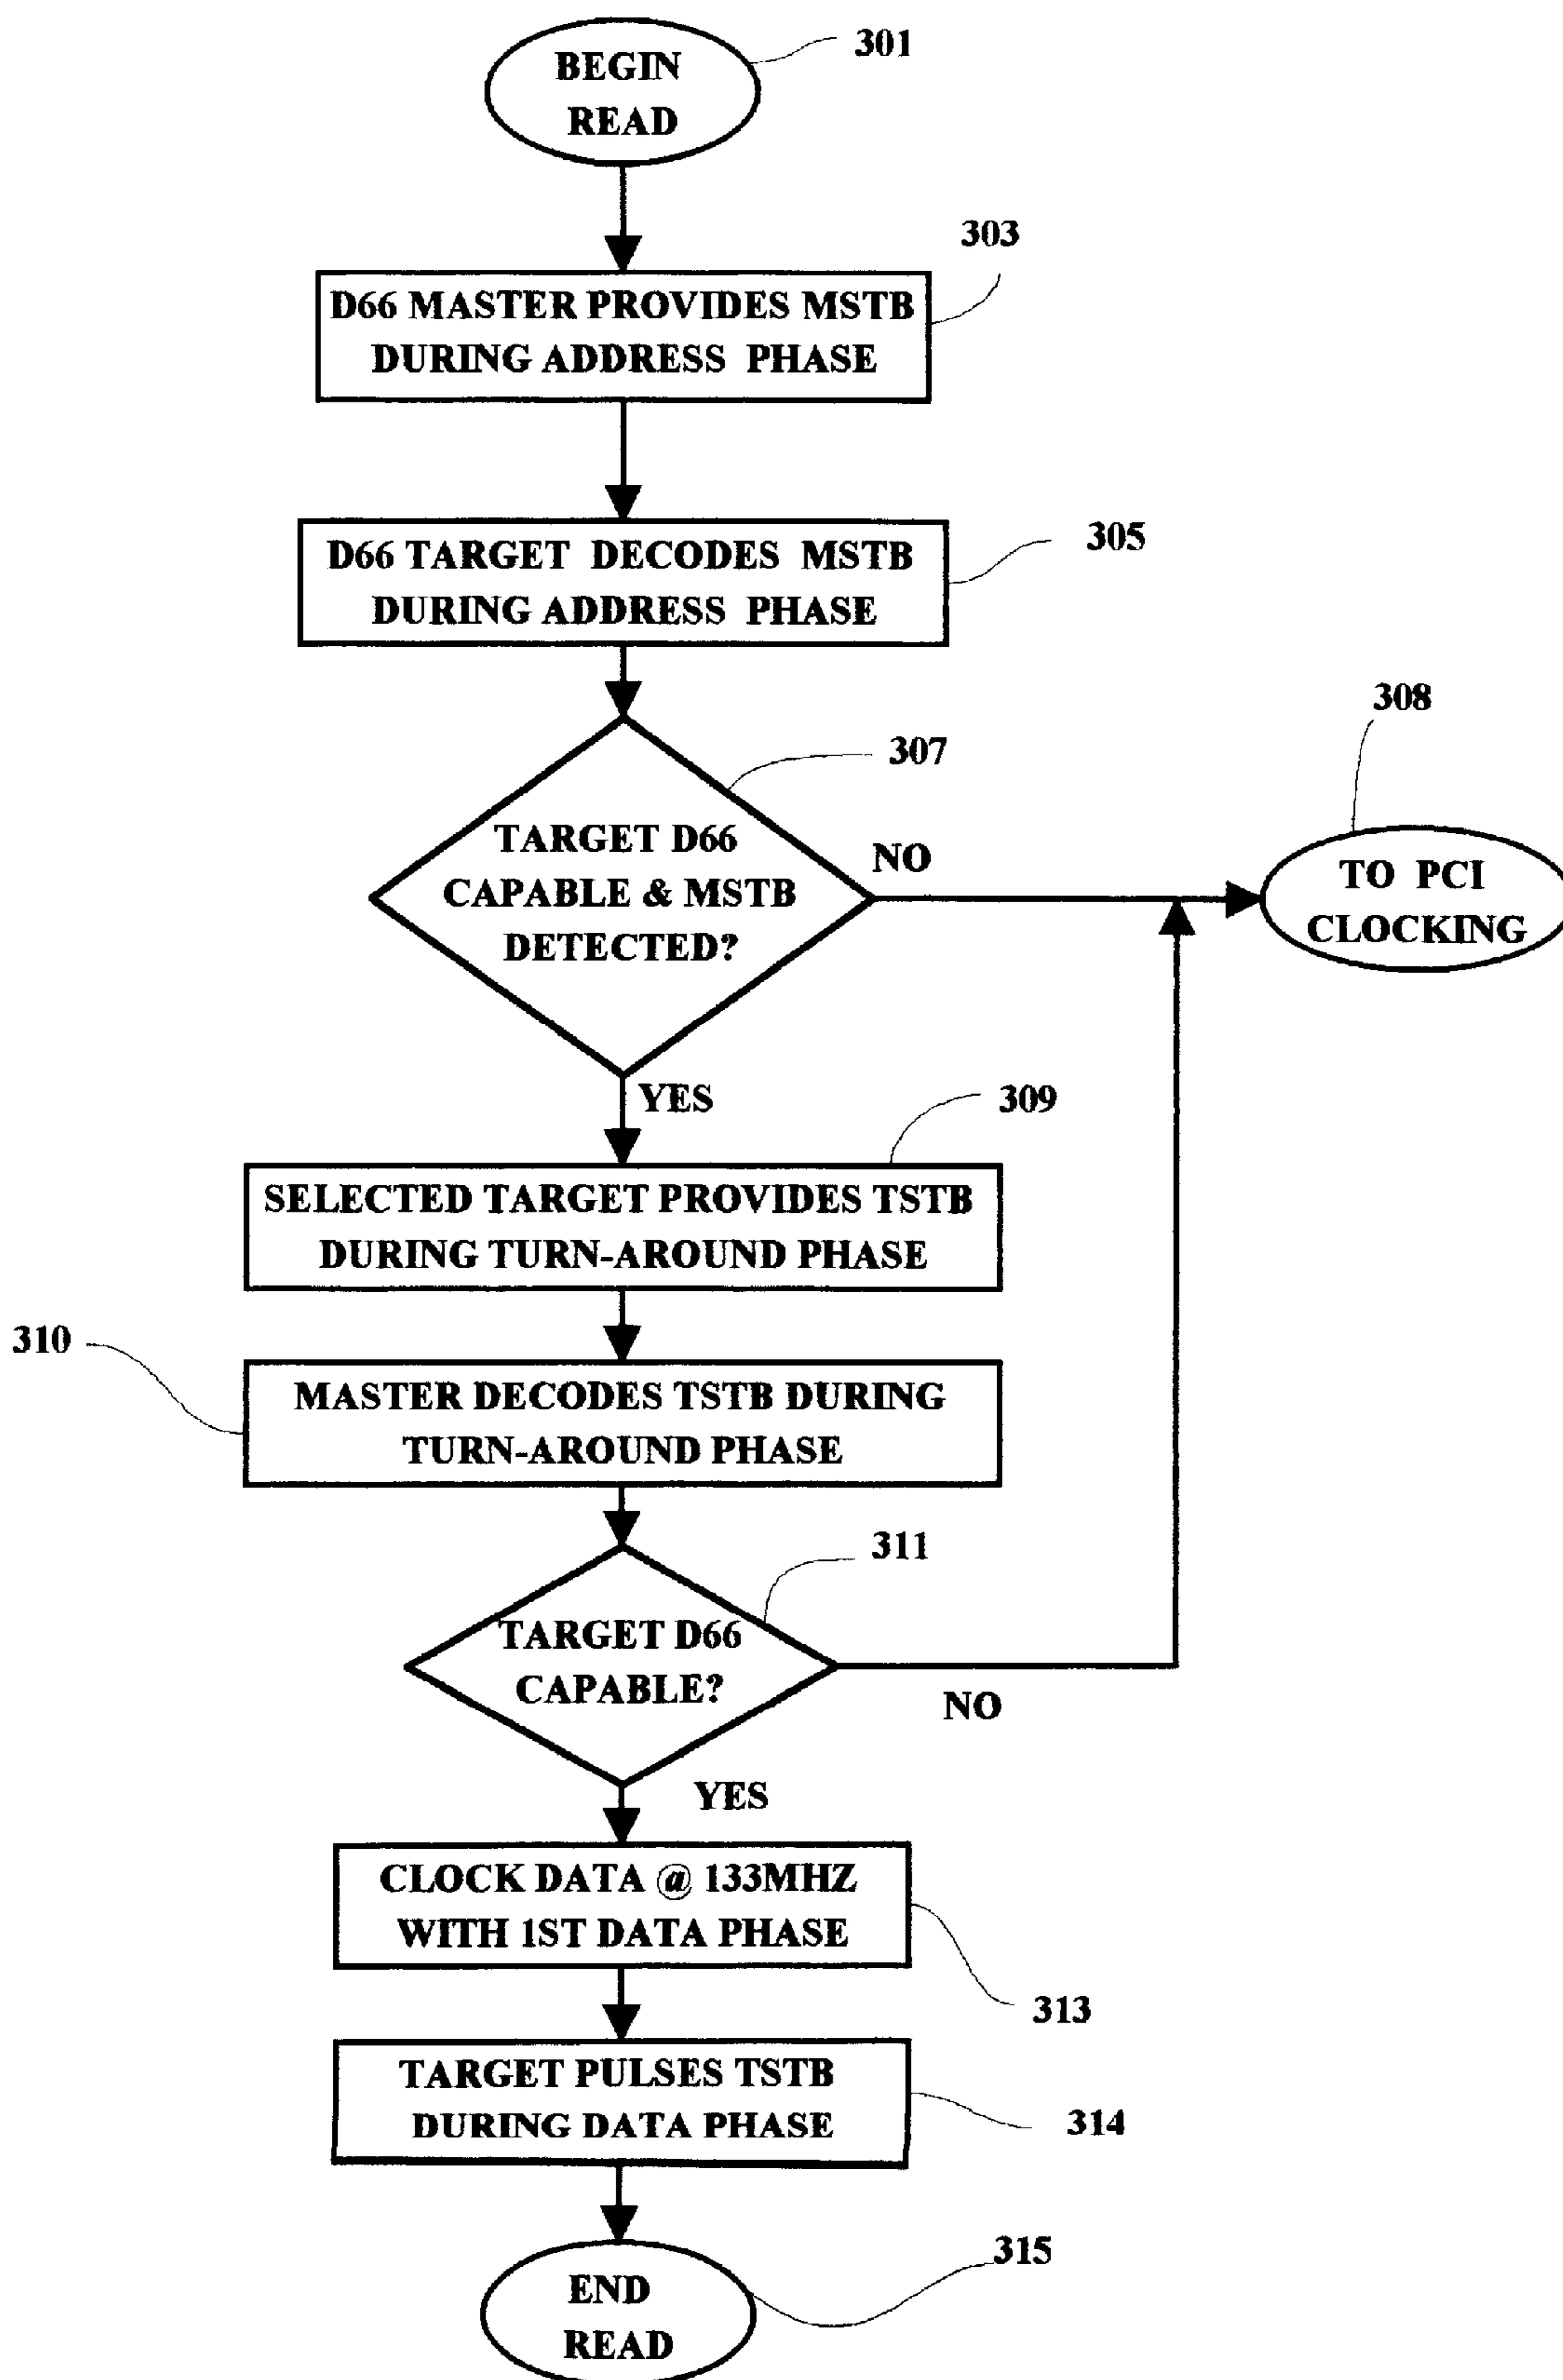 BEGIN
READ
301
303
D66 MASTER PROVIDES MSTB
DURING ADDRESS PHASE
D66 TARGET DECODES MSTB
DURING ADDRESS PHASE
305
307
TARGET D66
CAPABLE & MSTB
DETECTED?
NO
308
TO PCI
CLOCKING
YES
309
SELECTED TARGET PROVIDES TSTB
DURING TURN-AROUND PHASE
310
MASTER DECODES TSTB DURING
TURN-AROUND PHASE
311
TARGET D66
CAPABLE?
NO
YES
CLOCK DATA @ 133MHZ
WITH 1ST DATA PHASE
313
TARGET PULSES TSTB
DURING DATA PHASE
314
END
READ
315